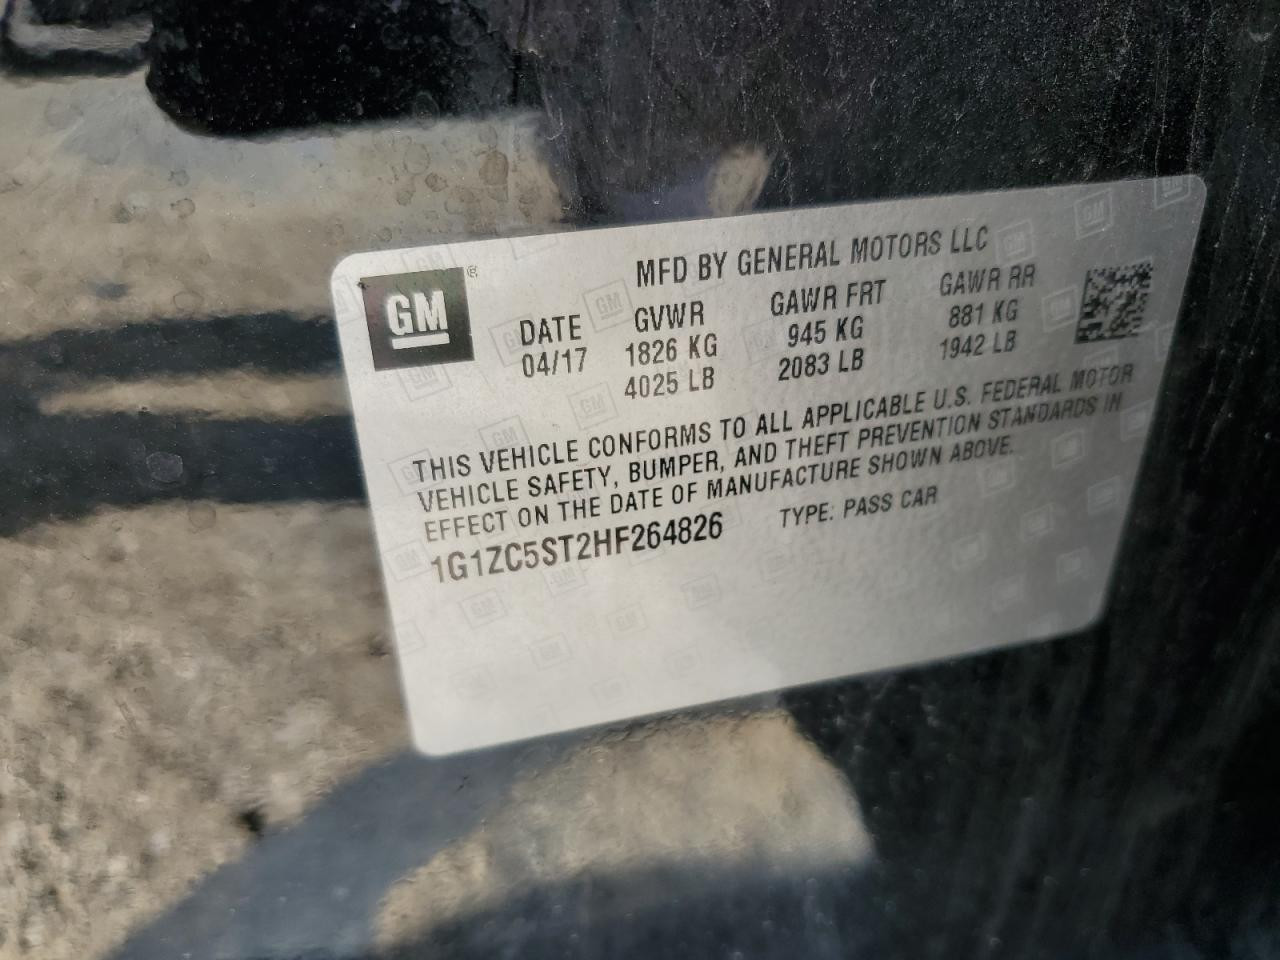 GM ®
MFD BY GENERAL MOTORS LLC
DATE GVWR GAWR FRT GAWR RR
04/17 1826 KG 945 KG 881 KG
4025 LB 2083 LB 1942 LB
THIS VEHICLE CONFORMS TO ALL APPLICABLE U.S. FEDERAL MOTOR
VEHICLE SAFETY, BUMPER, AND THEFT PREVENTION STANDARDS IN
EFFECT ON THE DATE OF MANUFACTURE SHOWN ABOVE.
1G1ZC5ST2HF264826 TYPE: PASS CAR